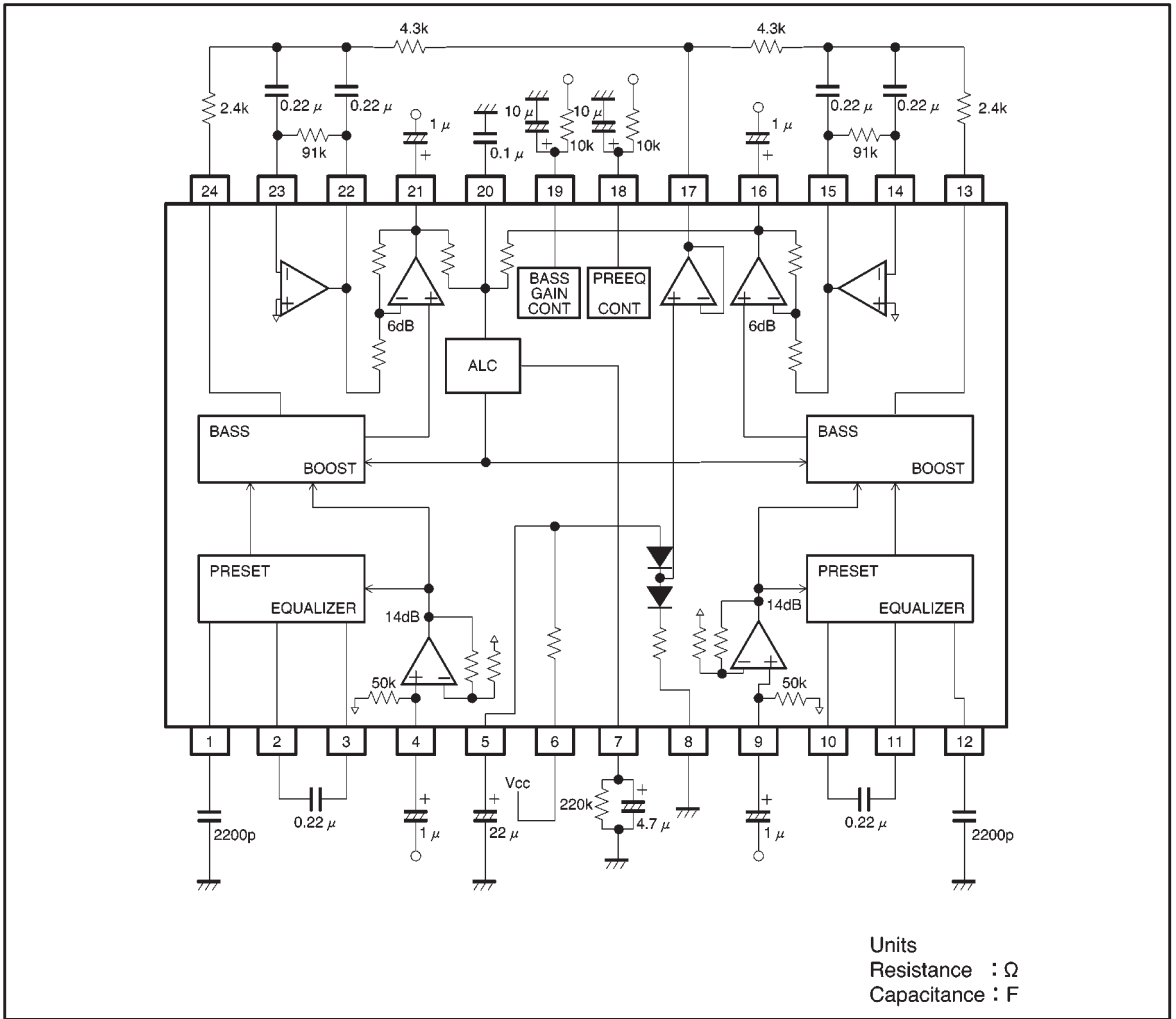 4.3k 4.3k
2.4k 0.22 μ 0.22 μ 1 μ 10 μ 10 μ 1 μ 0.22 μ 0.22 μ 2.4k
91k + 0.1 μ + 10k + 10k + 91k
24 23 22 21 20 19 18 17 16 15 14 13
BASS
GAIN
CONT
PREEQ
CONT
− + − + − + − + − +
6dB 6dB
ALC
BASS
BOOST
BASS
BOOST
PRESET
EQUALIZER
PRESET
EQUALIZER
14dB 14dB
+ − − +
50k 50k
1 2 3 4 5 6 7 8 9 10 11 12
Vcc
+ + + +
2200p 0.22 μ 1 μ 22 μ 220k 4.7 μ 1 μ 0.22 μ 2200p
Units
Resistance : Ω
Capacitance : F